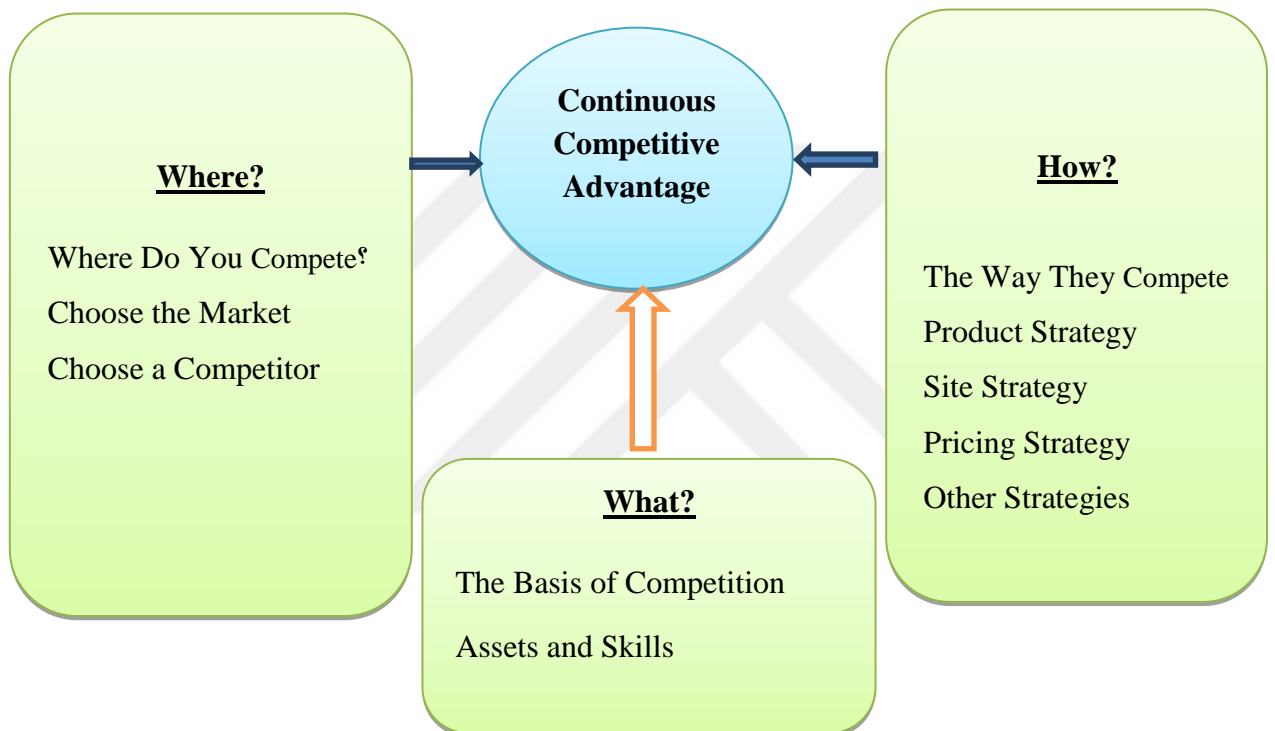 Continuous
Competitive
Advantage
Where?
Where Do You Compete؟
Choose the Market
Choose a Competitor
How?
The Way They Compete
Product Strategy
Site Strategy
Pricing Strategy
Other Strategies
What?
The Basis of Competition
Assets and Skills